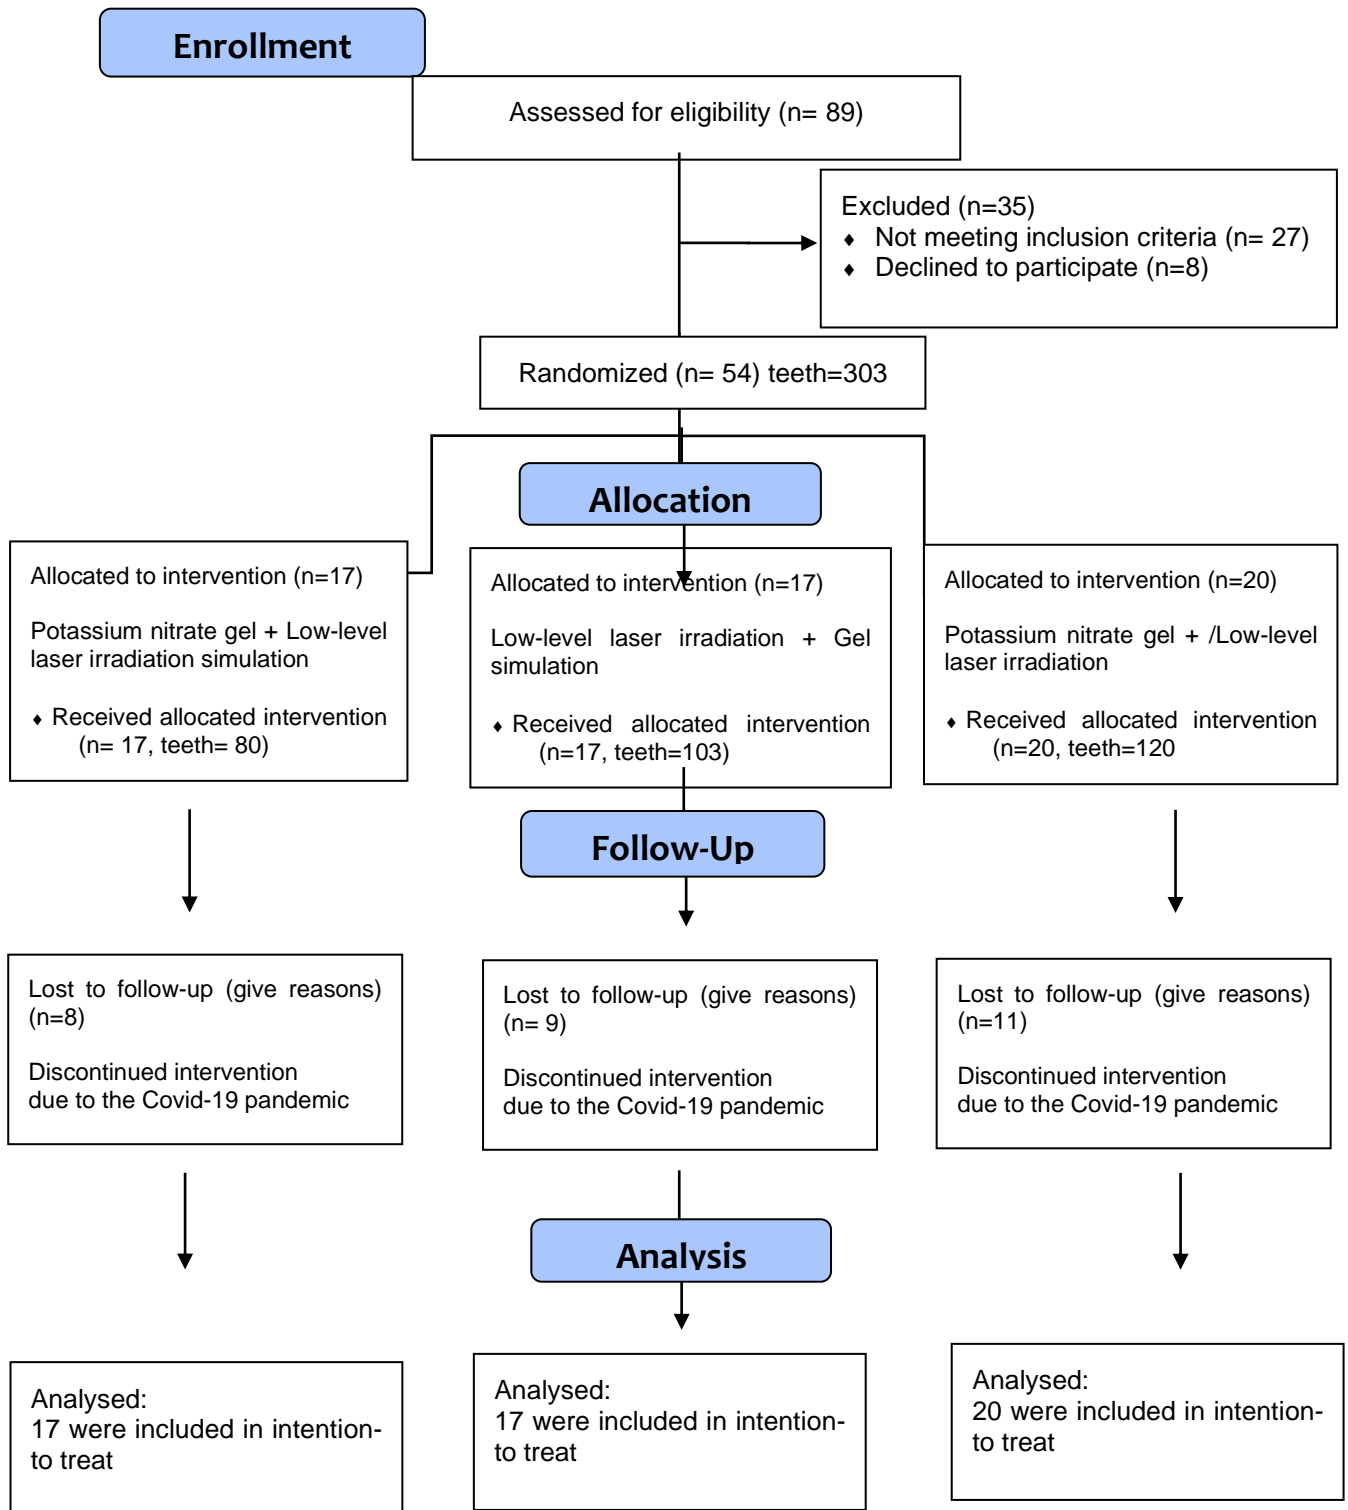 Enrollment
Assessed for eligibility (n= 89)
Excluded (n=35)
♦ Not meeting inclusion criteria (n= 27)
♦ Declined to participate (n=8)
Randomized (n= 54) teeth=303
Allocation
Allocated to intervention (n=17)
Potassium nitrate gel + Low-level
laser irradiation simulation
♦ Received allocated intervention
(n= 17, teeth= 80)
Allocated to intervention (n=17)
Low-level laser irradiation + Gel
simulation
♦ Received allocated intervention
(n=17, teeth=103)
Allocated to intervention (n=20)
Potassium nitrate gel + /Low-level
laser irradiation
♦ Received allocated intervention
(n=20, teeth=120
Follow-Up
Lost to follow-up (give reasons)
(n=8)
Discontinued intervention
due to the Covid-19 pandemic
Lost to follow-up (give reasons)
(n= 9)
Discontinued intervention
due to the Covid-19 pandemic
Lost to follow-up (give reasons)
(n=11)
Discontinued intervention
due to the Covid-19 pandemic
Analysis
Analysed:
17 were included in intention-
to treat
Analysed:
17 were included in intention-
to treat
Analysed:
20 were included in intention-
to treat